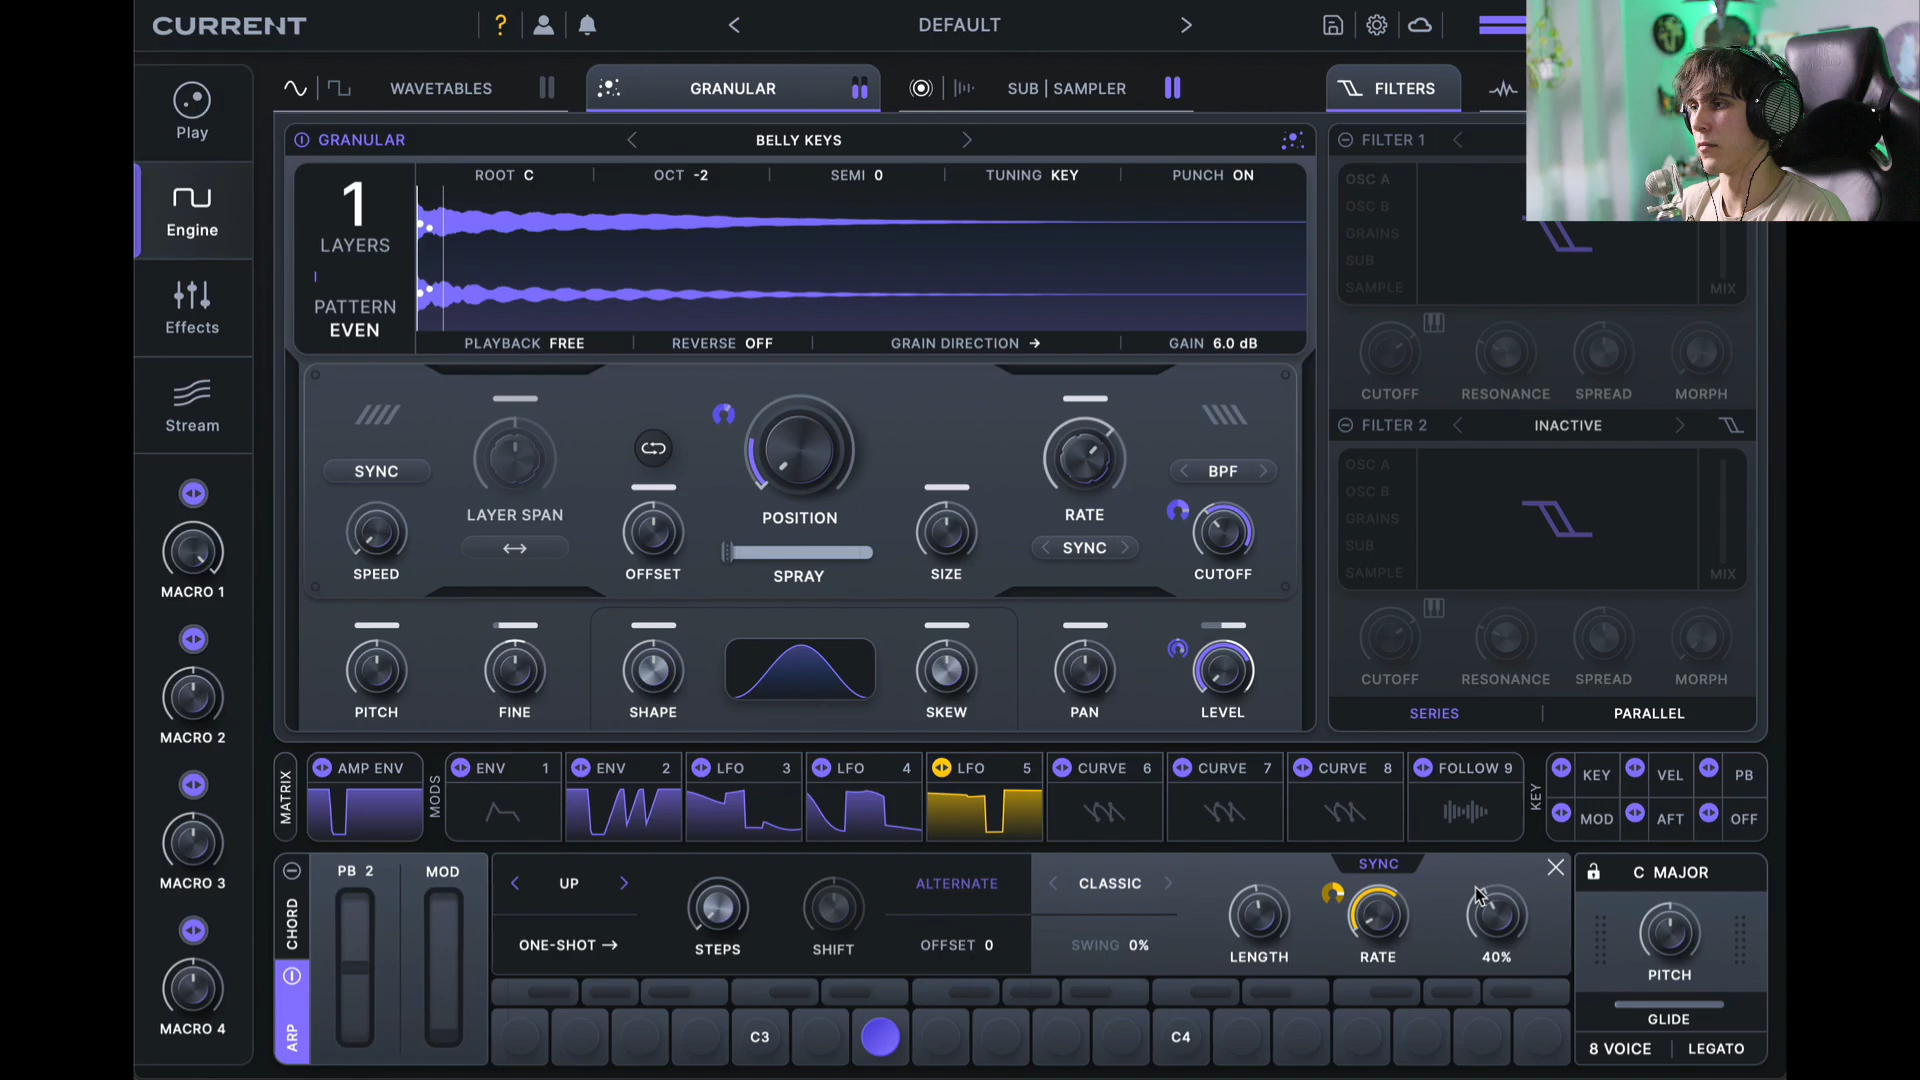 CURRENT
?
DEFAULT
Play
Engine
Effects
Stream
MACRO 1
MACRO 2
MACRO 3
MACRO 4
WAVETABLES
GRANULAR
SUB | SAMPLER
FILTERS
GRANULAR
BELLY KEYS
1
LAYERS
PATTERN
EVEN
ROOT C
OCT -2
SEMI 0
TUNING KEY
PUNCH ON
PLAYBACK FREE
REVERSE OFF
GRAIN DIRECTION →
GAIN 6.0 dB
SYNC
SPEED
LAYER SPAN
OFFSET
POSITION
SPRAY
SIZE
RATE
SYNC
BPF
CUTOFF
PITCH
FINE
SHAPE
SKEW
PAN
LEVEL
FILTER 1
OSC A
OSC B
GRAINS
SUB
SAMPLE
MIX
CUTOFF
RESONANCE
SPREAD
MORPH
FILTER 2
INACTIVE
OSC A
OSC B
GRAINS
SUB
SAMPLE
MIX
CUTOFF
RESONANCE
SPREAD
MORPH
SERIES
PARALLEL
MATRIX
AMP ENV
MODS
ENV 1
ENV 2
LFO 3
LFO 4
LFO 5
CURVE 6
CURVE 7
CURVE 8
FOLLOW 9
KEY
KEY
VEL
PB
MOD
AFT
OFF
CHORD
ARP
PB 2
MOD
UP
ONE-SHOT →
STEPS
SHIFT
ALTERNATE
OFFSET 0
CLASSIC
SWING 0%
LENGTH
SYNC
RATE
40%
C MAJOR
PITCH
GLIDE
8 VOICE
LEGATO
C3
C4